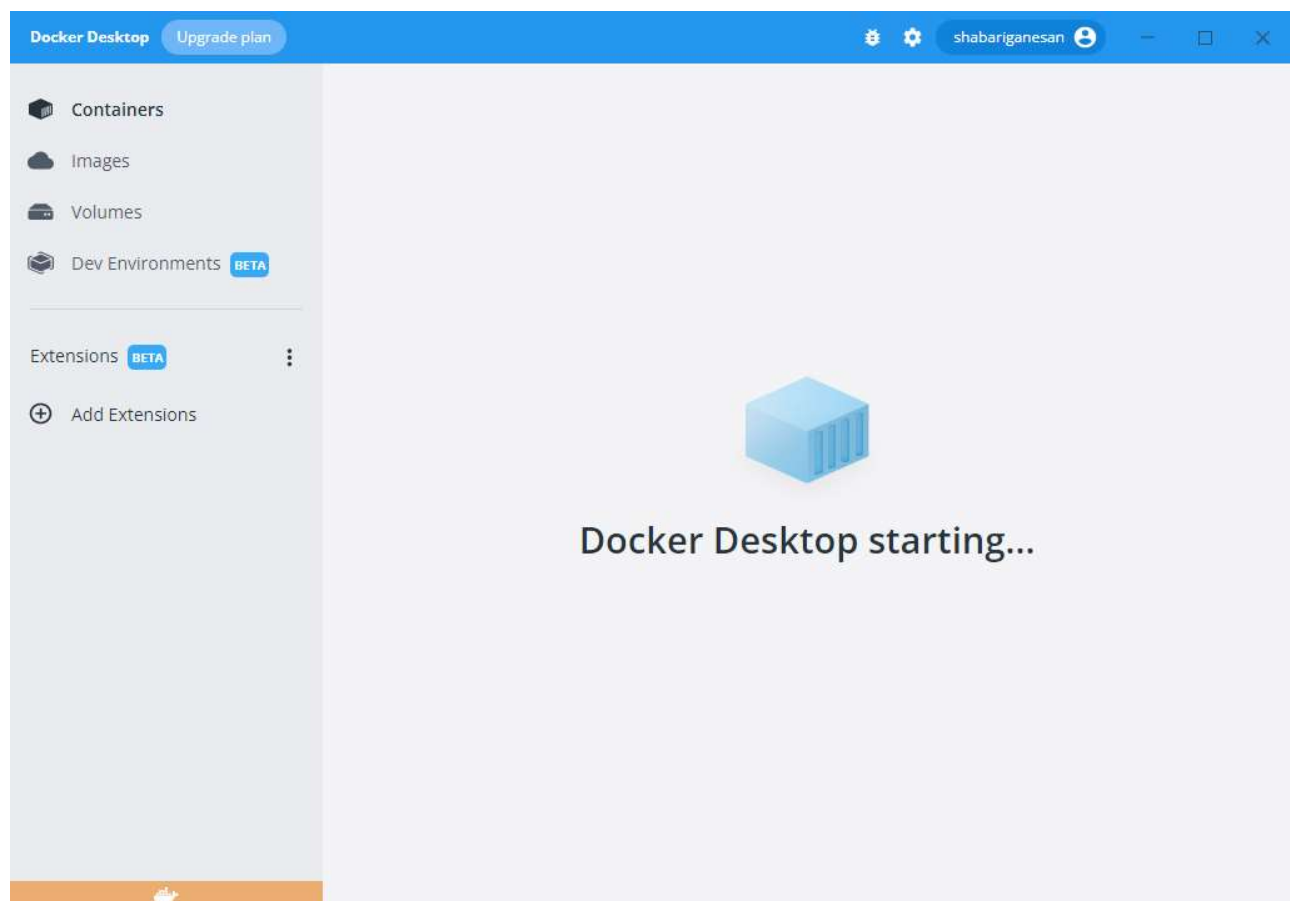 Docker Desktop Upgrade plan shabariganesan
Containers
Images
Volumes
Dev Environments BETA
Extensions BETA
Add Extensions
Docker Desktop starting...